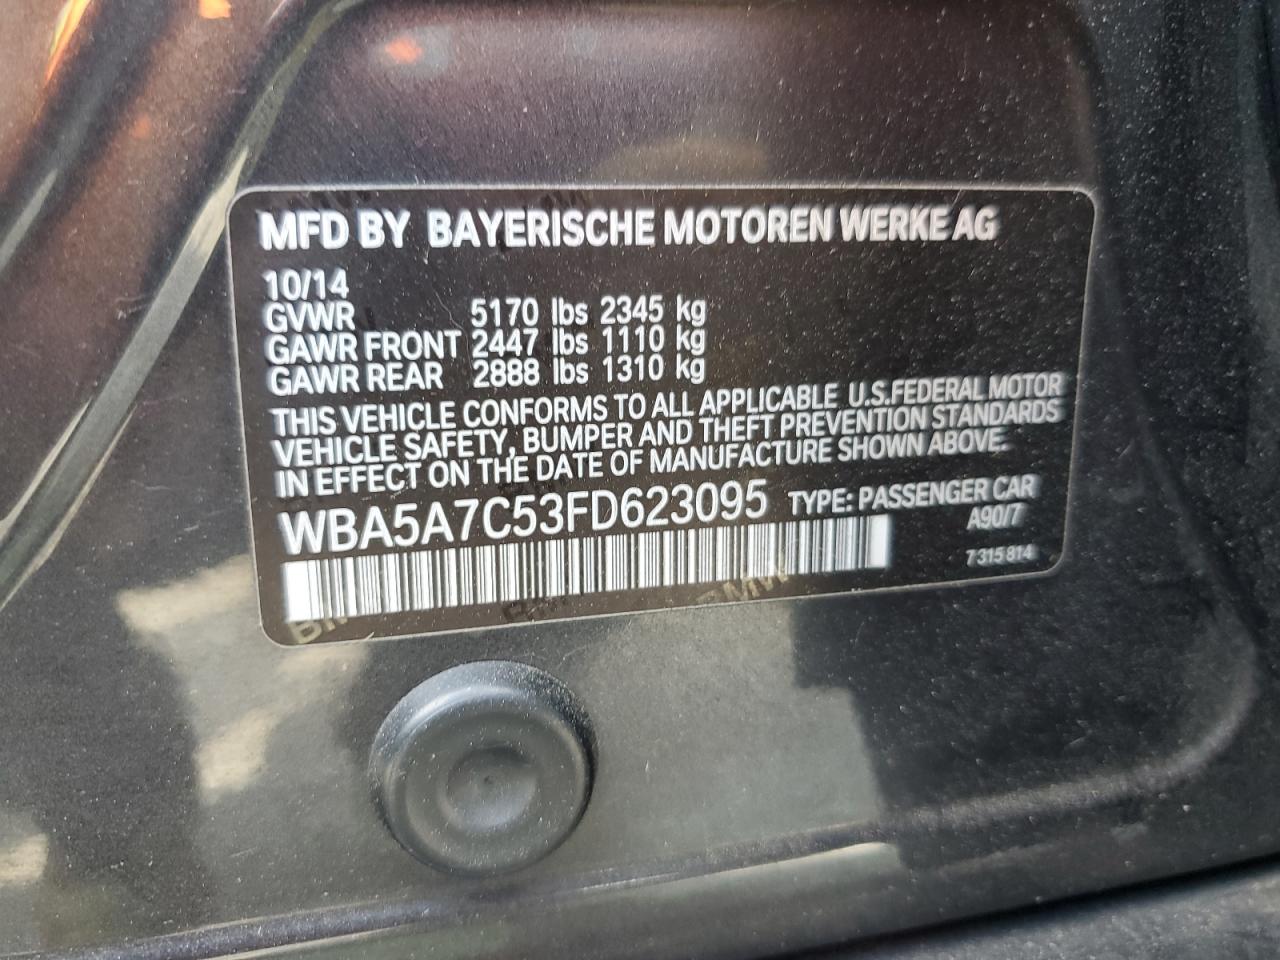 MFD BY BAYERISCHE MOTOREN WERKE AG
10/14
GVWR 5170 lbs 2345 kg
GAWR FRONT 2447 lbs 1110 kg
GAWR REAR 2888 lbs 1310 kg
THIS VEHICLE CONFORMS TO ALL APPLICABLE U.S.FEDERAL MOTOR
VEHICLE SAFETY, BUMPER AND THEFT PREVENTION STANDARDS
IN EFFECT ON THE DATE OF MANUFACTURE SHOWN ABOVE.
WBA5A7C53FD623095 TYPE: PASSENGER CAR
A90/7
7 315 814
BMW